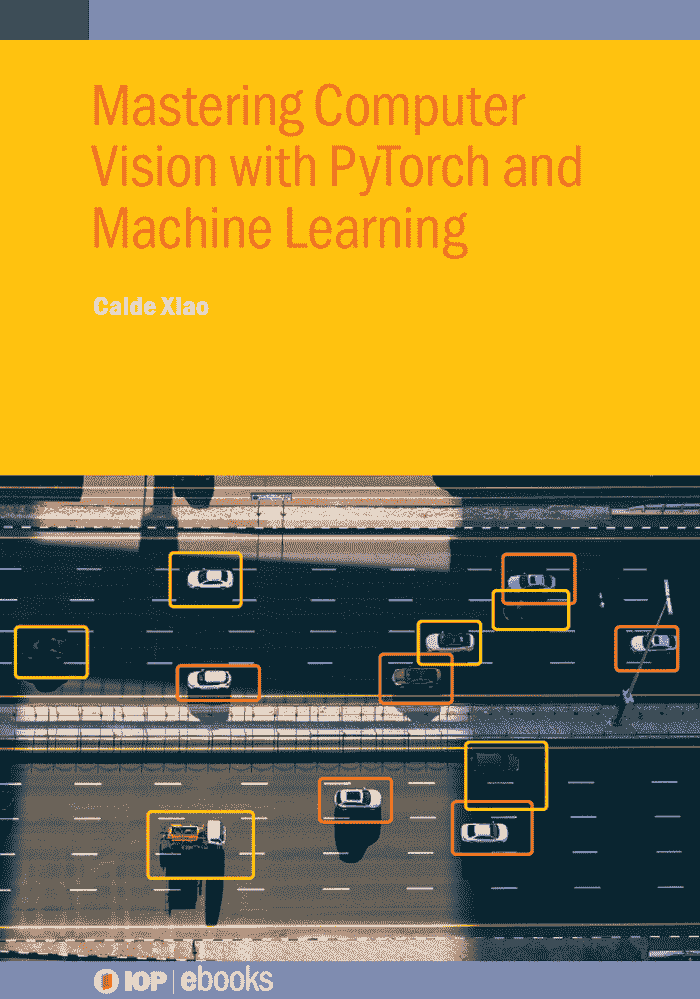 Mastering Computer
Vision with PyTorch and
Machine Learning
Caide Xiao
IOP ebooks